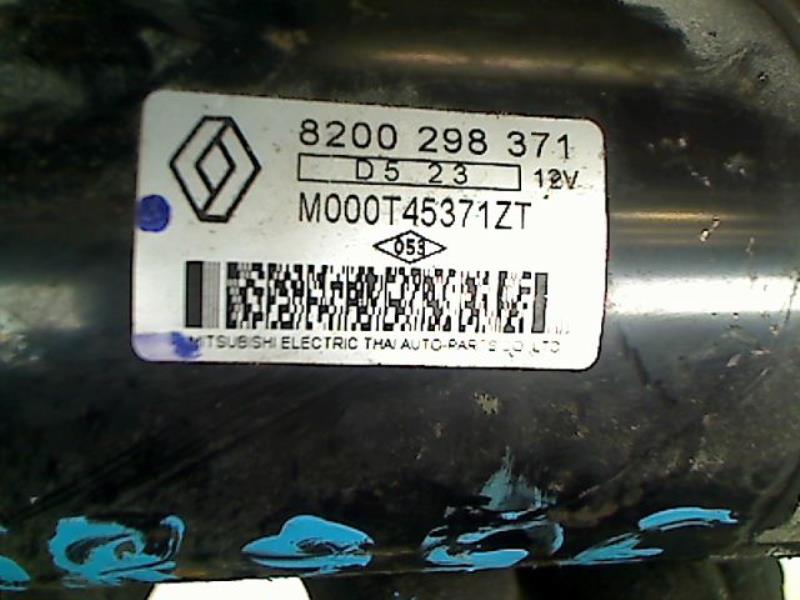 8200 298 371
D5 23 12V
M000T45371ZT
053
MITSUBISHI ELECTRIC THAI AUTO-PARTS CO.,LTD